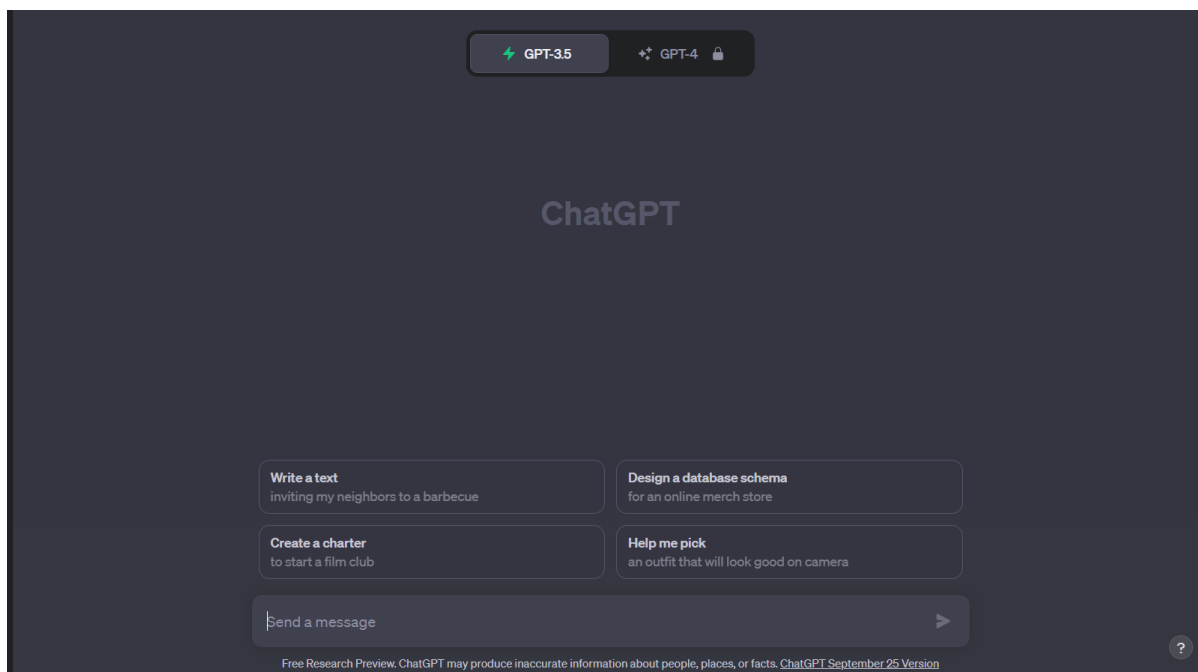 GPT-3.5 GPT-4
ChatGPT
Write a text
inviting my neighbors to a barbecue
Design a database schema
for an online merch store
Create a charter
to start a film club
Help me pick
an outfit that will look good on camera
Send a message
Free Research Preview. ChatGPT may produce inaccurate information about people, places, or facts. ChatGPT September 25 Version
?